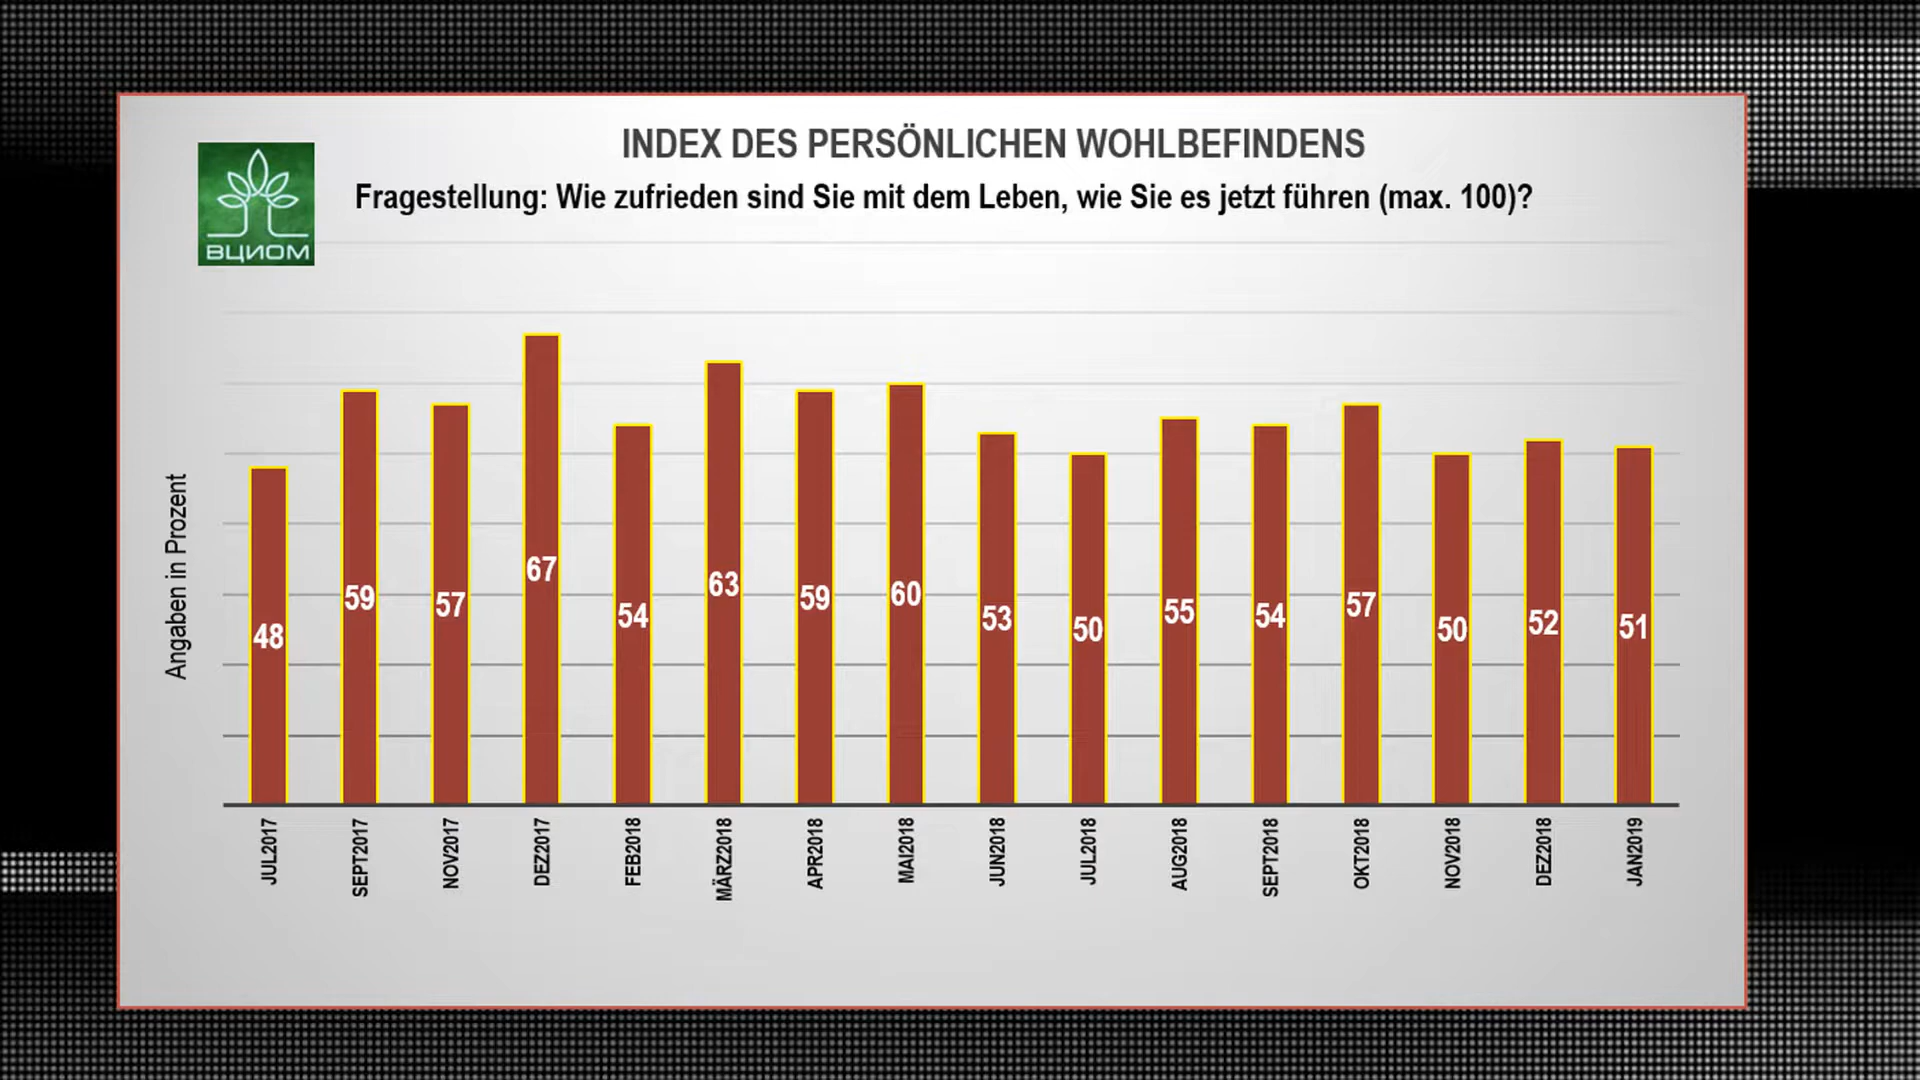 INDEX DES PERSÖNLICHEN WOHLBEFINDENS
Fragestellung: Wie zufrieden sind Sie mit dem Leben, wie Sie es jetzt führen (max. 100)?
ВЦИОМ
Angaben in Prozent
48
59
57
67
54
63
59
60
53
50
55
54
57
50
52
51
JUL2017
SEPT2017
NOV2017
DEZ2017
FEB2018
MÄRZ2018
APR2018
MAI2018
JUN2018
JUL2018
AUG2018
SEPT2018
OKT2018
NOV2018
DEZ2018
JAN2019